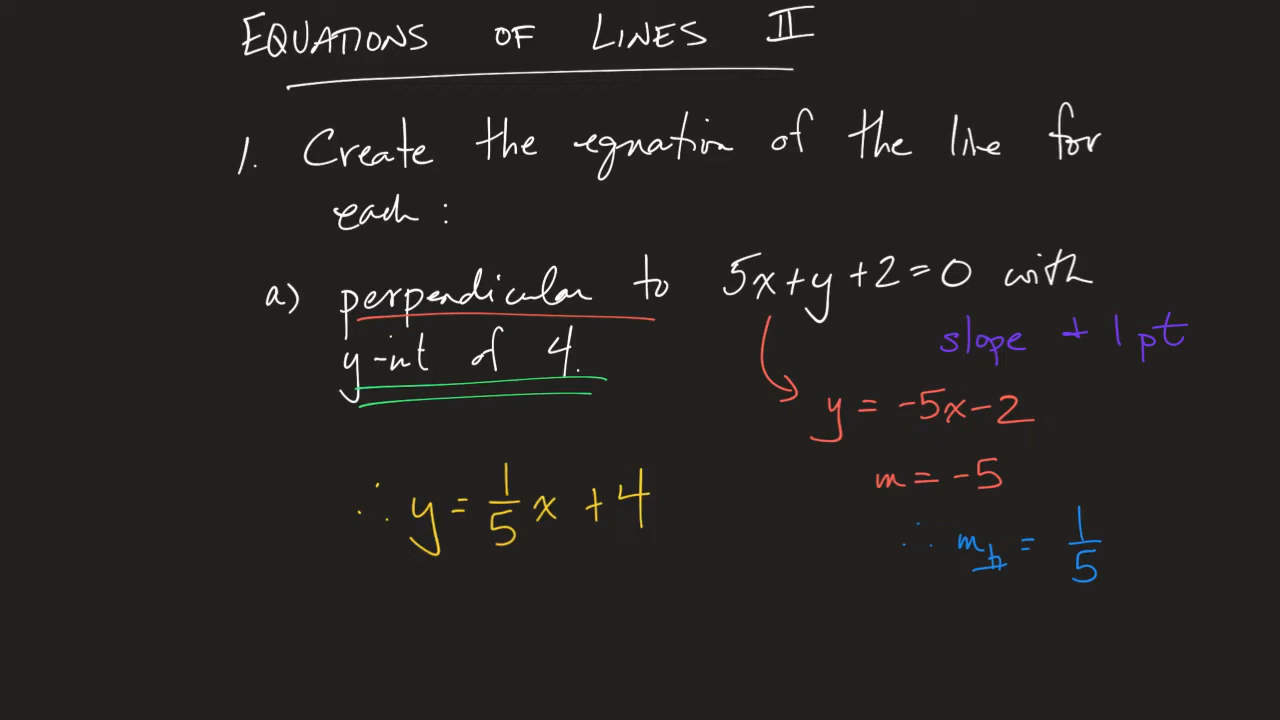 EQUATIONS OF LINES II
1. Create the equation of the line for
each :
a) perpendicular to 5x+y+2=0 with
y-int of 4.
slope + 1 pt
y = -5x-2
m = -5
∴ m⊥ = 1/5
∴ y = 1/5 x + 4